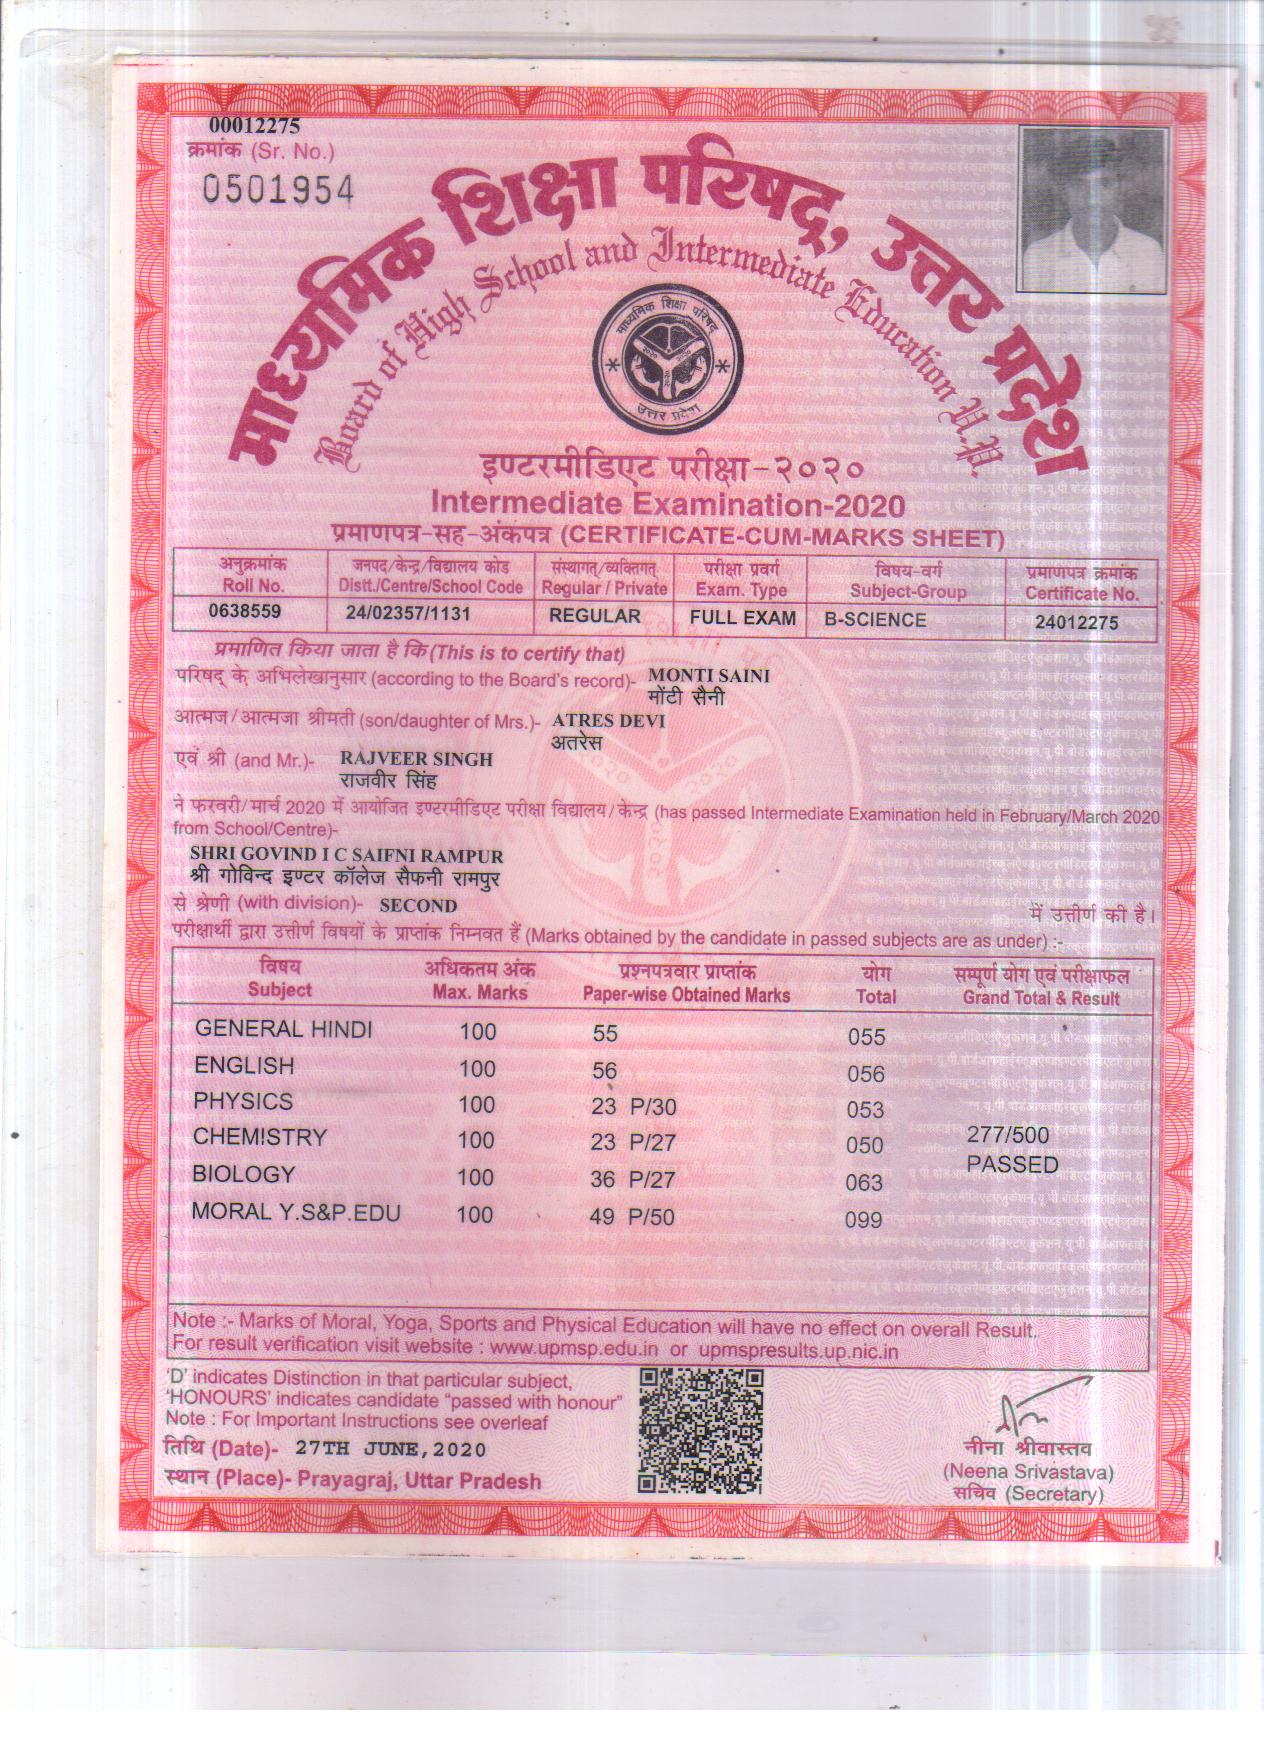 00012275
क्रमांक (Sr. No.)
0501954
माध्यमिक शिक्षा परिषद्, उत्तर प्रदेश
Board of High School and Intermediate Education U.P.
माध्यमिक शिक्षा परिषद्
उत्तर प्रदेश
इण्टरमीडिएट परीक्षा-२०२०
Intermediate Examination-2020
प्रमाणपत्र-सह-अंकपत्र (CERTIFICATE-CUM-MARKS SHEET)
अनुक्रमांक जनपद/केन्द्र/विद्यालय कोड संस्थागत्/व्यक्तिगत् परीक्षा प्रवर्ग विषय-वर्ग प्रमाणपत्र क्रमांक
Roll No. Distt./Centre/School Code Regular / Private Exam. Type Subject-Group Certificate No.
0638559 24/02357/1131 REGULAR FULL EXAM B-SCIENCE 24012275
प्रमाणित किया जाता है कि (This is to certify that)
परिषद् के अभिलेखानुसार (according to the Board's record)- MONTI SAINI
मोंटी सैनी
आत्मज/आत्मजा श्रीमती (son/daughter of Mrs.)- ATRES DEVI
अतरेस
एवं श्री (and Mr.)- RAJVEER SINGH
राजवीर सिंह
ने फरवरी/मार्च 2020 में आयोजित इण्टरमीडिएट परीक्षा विद्यालय/केन्द्र (has passed Intermediate Examination held in February/March 2020
from School/Centre)-
SHRI GOVIND I C SAIFNI RAMPUR
श्री गोविन्द इण्टर कॉलेज सैफनी रामपुर
से श्रेणी (with division)- SECOND में उत्तीर्ण की है।
परीक्षार्थी द्वारा उत्तीर्ण विषयों के प्राप्तांक निम्नवत हैं (Marks obtained by the candidate in passed subjects are as under) :-
विषय अधिकतम अंक प्रश्नपत्रवार प्राप्तांक योग सम्पूर्ण योग एवं परीक्षाफल
Subject Max. Marks Paper-wise Obtained Marks Total Grand Total & Result
GENERAL HINDI 100 55 055
ENGLISH 100 56 056
PHYSICS 100 23 P/30 053
CHEMISTRY 100 23 P/27 050 277/500
PASSED
BIOLOGY 100 36 P/27 063
MORAL Y.S&P.EDU 100 49 P/50 099
Note :- Marks of Moral, Yoga, Sports and Physical Education will have no effect on overall Result.
For result verification visit website : www.upmsp.edu.in or upmspresults.up.nic.in
'D' indicates Distinction in that particular subject,
'HONOURS' indicates candidate "passed with honour"
Note : For Important Instructions see overleaf
तिथि (Date)- 27TH JUNE,2020
स्थान (Place)- Prayagraj, Uttar Pradesh
नीना श्रीवास्तव
(Neena Srivastava)
सचिव (Secretary)